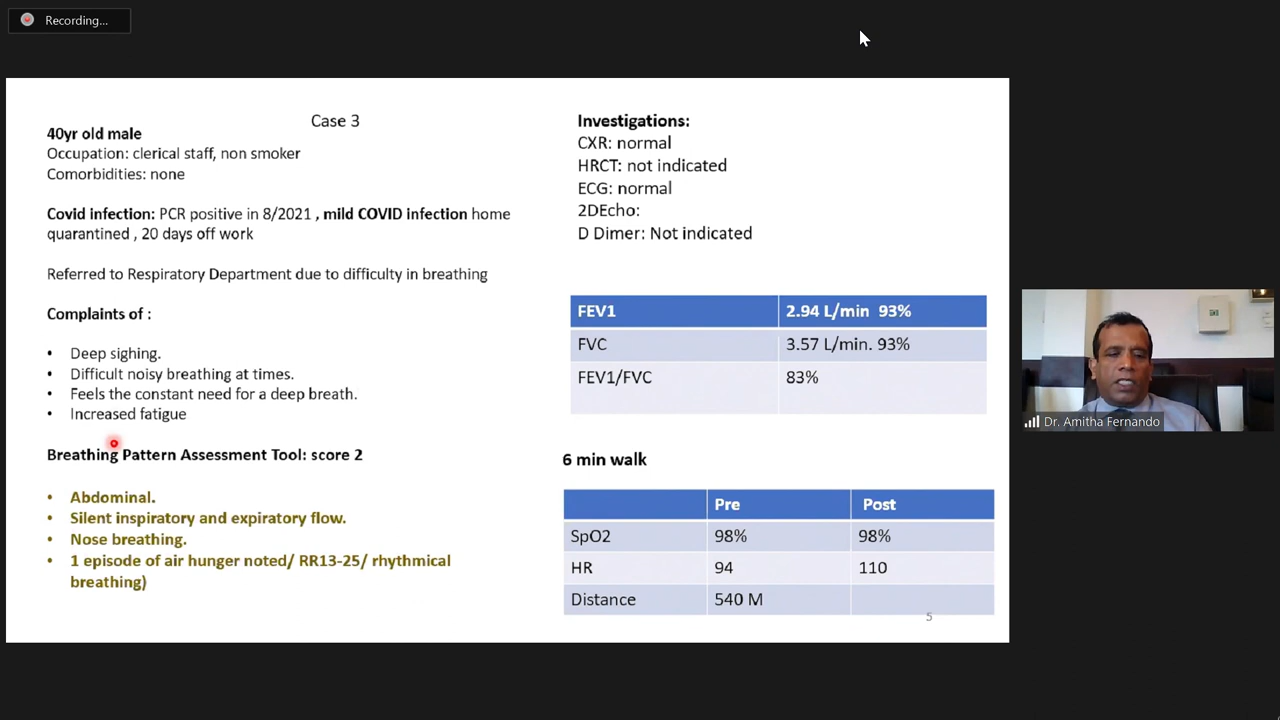 Recording...
Case 3
40yr old male
Occupation: clerical staff, non smoker
Comorbidities: none
Covid infection: PCR positive in 8/2021 , mild COVID infection home
quarantined , 20 days off work
Referred to Respiratory Department due to difficulty in breathing
Complaints of :
• Deep sighing.
• Difficult noisy breathing at times.
• Feels the constant need for a deep breath.
• Increased fatigue
Breathing Pattern Assessment Tool: score 2
• Abdominal.
• Silent inspiratory and expiratory flow.
• Nose breathing.
• 1 episode of air hunger noted/ RR13-25/ rhythmical
breathing)
Investigations:
CXR: normal
HRCT: not indicated
ECG: normal
2DEcho:
D Dimer: Not indicated
FEV1 2.94 L/min 93%
FVC 3.57 L/min. 93%
FEV1/FVC 83%
6 min walk
Pre Post
SpO2 98% 98%
HR 94 110
Distance 540 M
5
Dr. Amitha Fernando